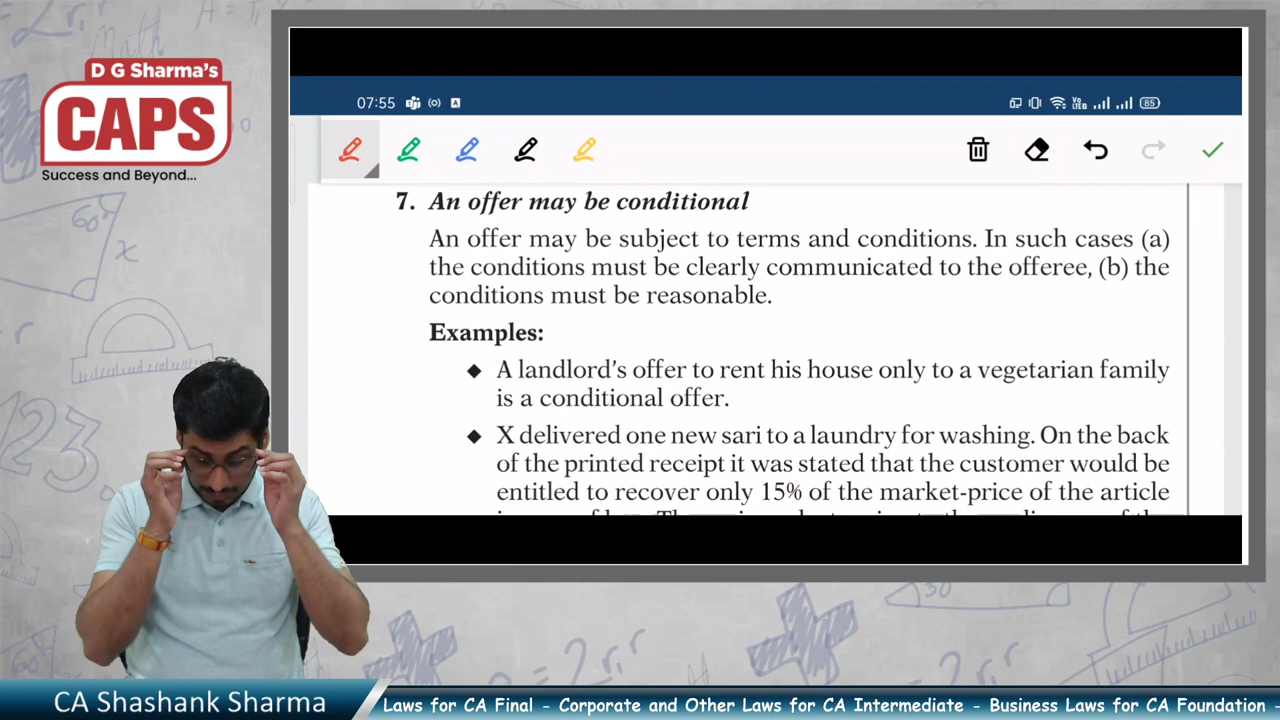 D G Sharma's
CAPS
Success and Beyond...
07:55
Vo
LTED
85
7. An offer may be conditional
An offer may be subject to terms and conditions. In such cases (a)
the conditions must be clearly communicated to the offeree, (b) the
conditions must be reasonable.
Examples:
◆ A landlord's offer to rent his house only to a vegetarian family
is a conditional offer.
◆ X delivered one new sari to a laundry for washing. On the back
of the printed receipt it was stated that the customer would be
entitled to recover only 15% of the market-price of the article
CA Shashank Sharma
Laws for CA Final - Corporate and Other Laws for CA Intermediate - Business Laws for CA Foundation -